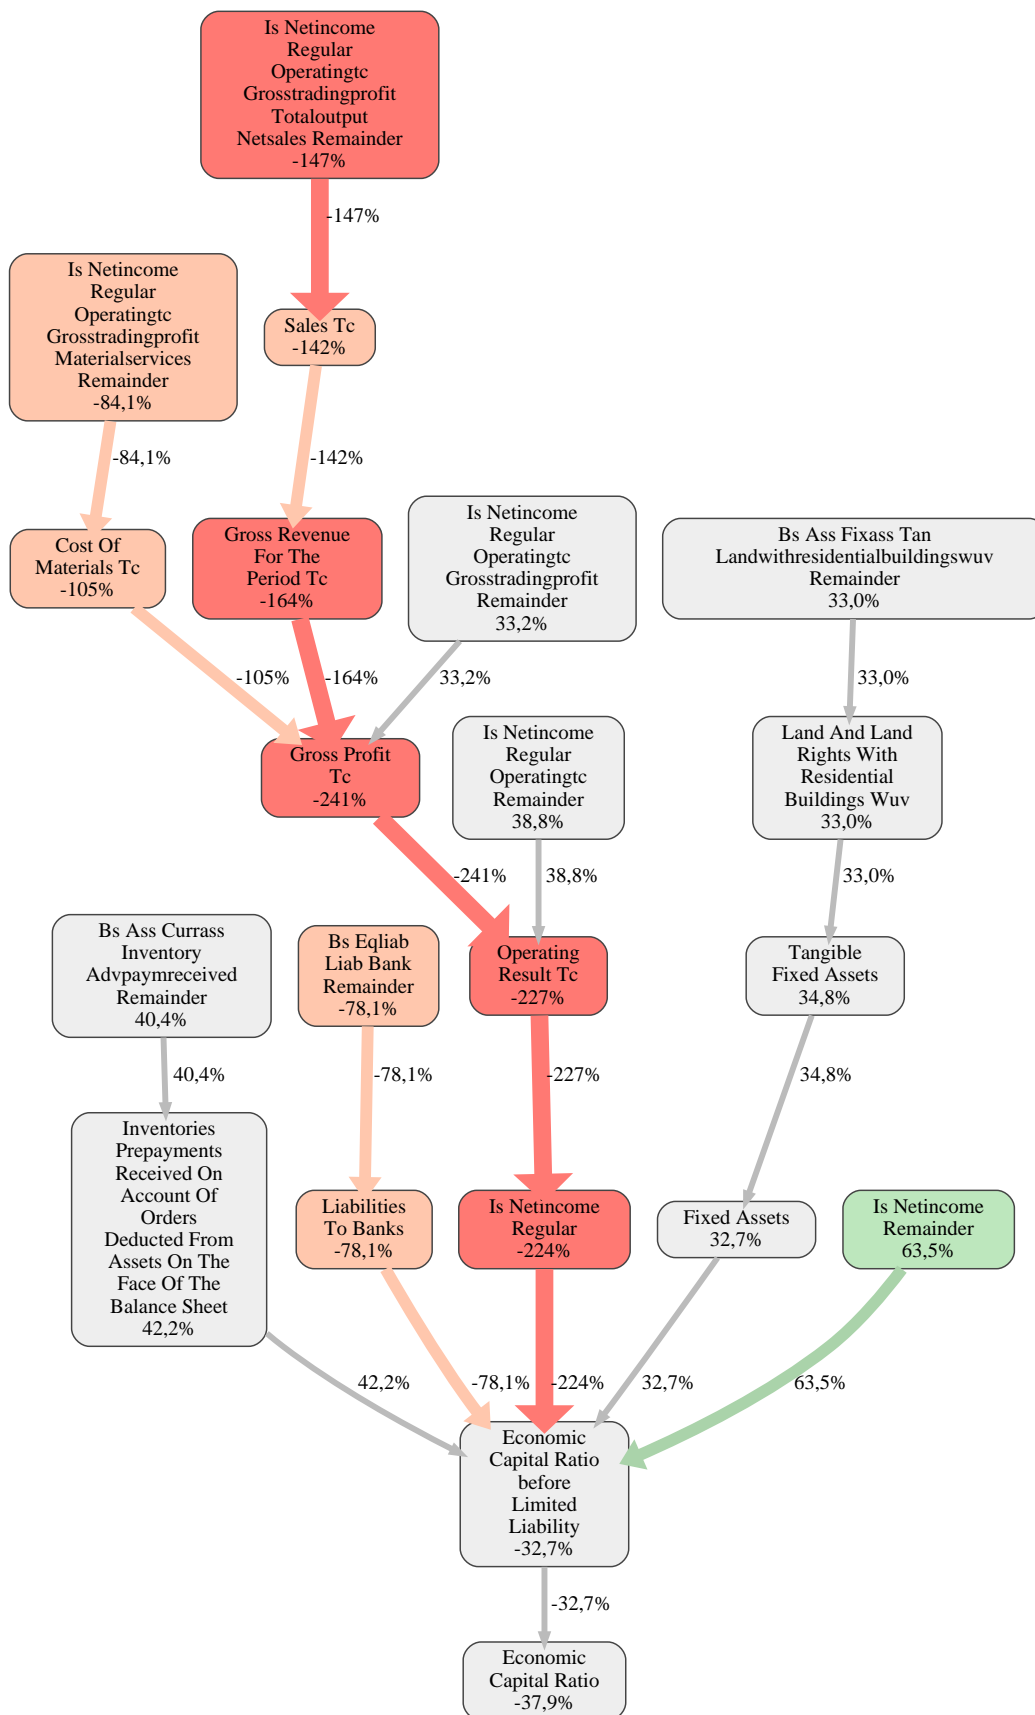 Is Netincome
Regular
Operatingtc
Grosstradingprofit
Totaloutput
Netsales Remainder
-147%
-147%
Is Netincome
Regular
Operatingtc
Grosstradingprofit
Materialservices
Remainder
-84,1%
Sales Tc
-142%
-84,1%
-142%
Cost Of
Materials Tc
-105%
Gross Revenue
For The
Period Tc
-164%
Is Netincome
Regular
Operatingtc
Grosstradingprofit
Remainder
33,2%
Bs Ass Fixass Tan
Landwithresidentialbuildingswuv
Remainder
33,0%
-105%
-164%
33,2%
33,0%
Gross Profit
Tc
-241%
Is Netincome
Regular
Operatingtc
Remainder
38,8%
Land And Land
Rights With
Residential
Buildings Wuv
33,0%
-241%
38,8%
33,0%
Bs Ass Currass
Inventory
Advpaymreceived
Remainder
40,4%
Bs Eqliab
Liab Bank
Remainder
-78,1%
Operating
Result Tc
-227%
Tangible
Fixed Assets
34,8%
40,4%
-78,1%
-227%
34,8%
Inventories
Prepayments
Received On
Account Of
Orders
Deducted From
Assets On The
Face Of The
Balance Sheet
42,2%
Liabilities
To Banks
-78,1%
Is Netincome
Regular
-224%
Fixed Assets
32,7%
Is Netincome
Remainder
63,5%
42,2%
-78,1%
-224%
32,7%
63,5%
Economic
Capital Ratio
before
Limited
Liability
-32,7%
-32,7%
Economic
Capital Ratio
-37,9%